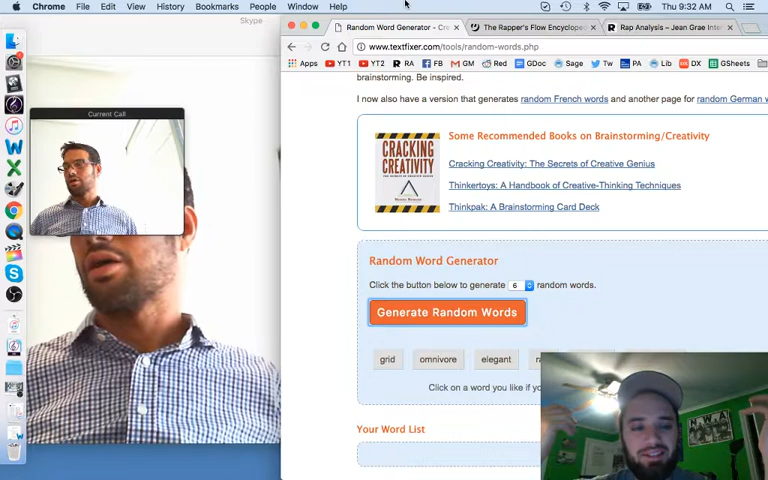 Chrome File Edit View History Bookmarks People Window Help Thu 9:32 AM
Skype
Random Word Generator - Cre
The Rapper's Flow Encyclope
Rap Analysis – Jean Grae Inter
www.textfixer.com/tools/random-words.php
Apps YT1 YT2 RA FB GM RED GDoc Sage TW PA Lib DX GSheets
brainstorming. Be inspired.
I now also have a version that generates random French words and another page for random German w
Current Call
Some Recommended Books on Brainstorming/Creativity
CRACKING
CREATIVITY
Cracking Creativity: The Secrets of Creative Genius
Thinkertoys: A Handbook of Creative-Thinking Techniques
Thinkpak: A Brainstorming Card Deck
Random Word Generator
Click the button below to generate 6 random words.
Generate Random Words
grid omnivore elegant ra
Click on a word you like if yo
Your Word List